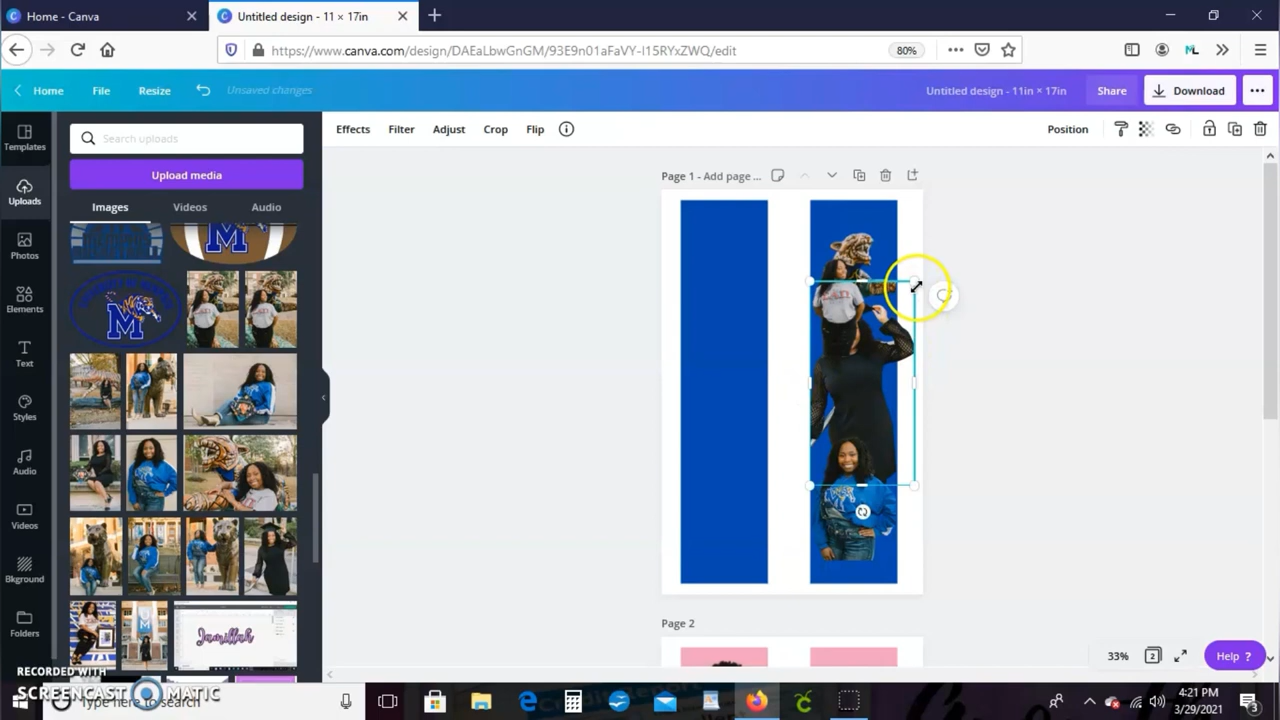 Home - Canva
Untitled design - 11 × 17in
https://www.canva.com/design/DAEaLbwGnGM/93E9n01aFaVY-I15RYxZWQ/edit
80%
Home
File
Resize
Unsaved changes
Untitled design - 11in × 17in
Share
Download
Templates
Uploads
Photos
Elements
Text
Styles
Audio
Videos
Bkground
Folders
Search uploads
Upload media
Images
Videos
Audio
M
M
M
Jamillah
Effects
Filter
Adjust
Crop
Flip
Position
Page 1 - Add page ...
Page 2
33%
2
Help ?
RECORDED WITH
SCREENCAST MATIC
Type here to search
4:21 PM
3/29/2021
3